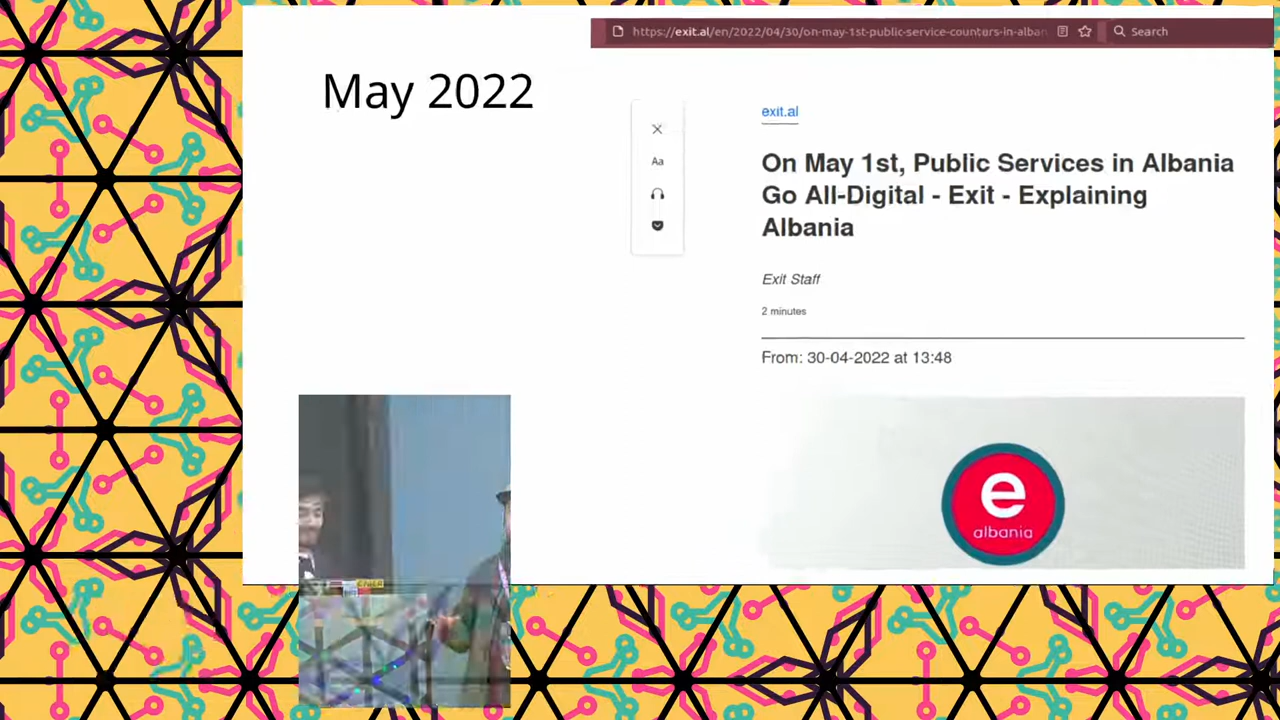 https://exit.al/en/2022/04/30/on-may-1st-public-service-counters-in-alban
Search
May 2022
exit.al
Aa
On May 1st, Public Services in Albania
Go All-Digital - Exit - Explaining
Albania
Exit Staff
2 minutes
From: 30-04-2022 at 13:48
e
albania